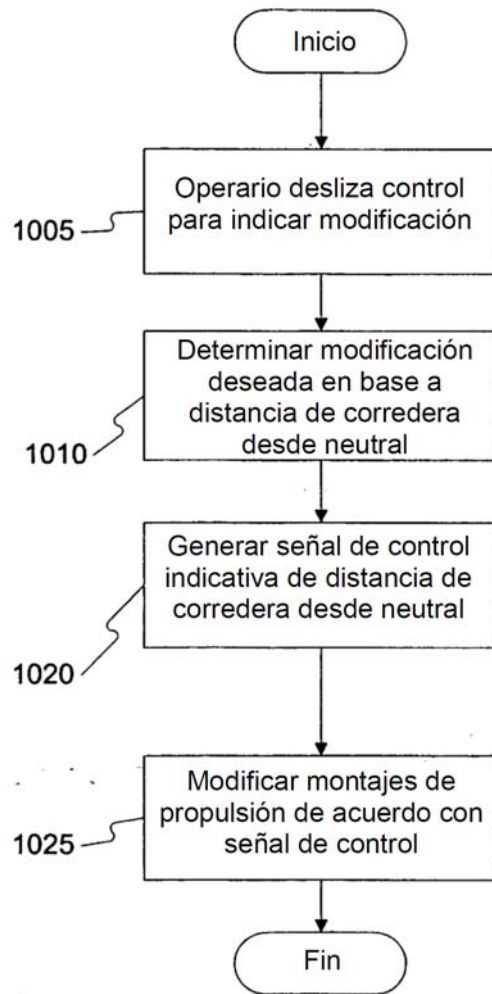 Inicio
Operario desliza control
para indicar modificación
1005
Determinar modificación
deseada en base a
distancia de corredera
desde neutral
1010
Generar señal de control
indicativa de distancia de
corredera desde neutral
1020
Modificar montajes de
propulsión de acuerdo con
señal de control
1025
Fin